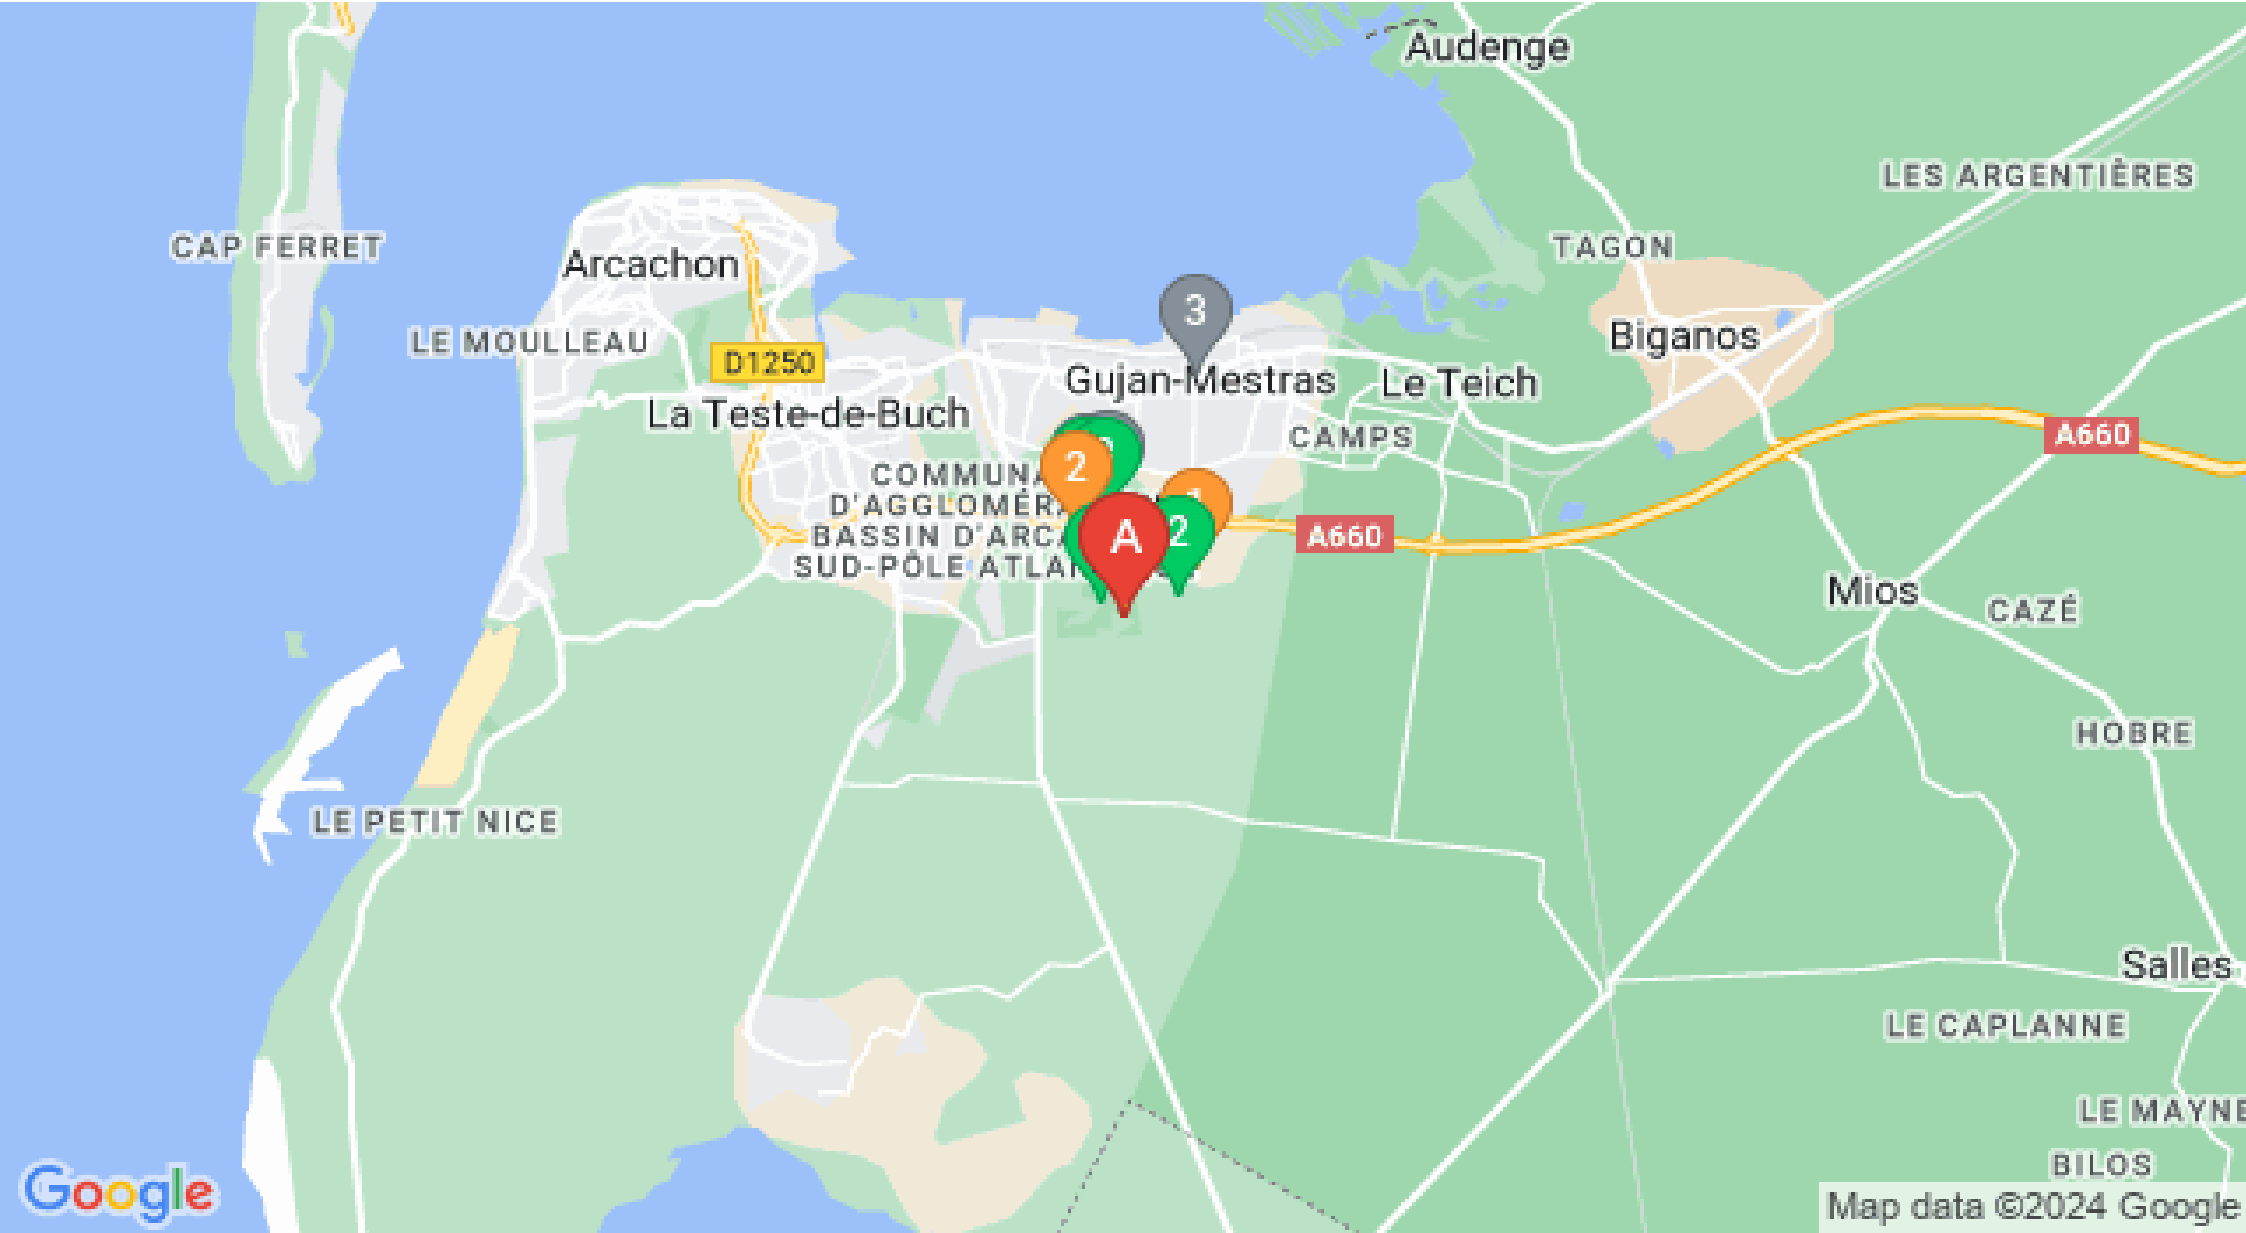 Audenge
LES ARGENTIÈRES
CAP FERRET
TAGON
Arcachon
3
LE MOULLEAU
Biganos
D1250
Gujan-Mestras
Le Teich
La Teste-de-Buch
CAMPS
A660
2
COMMUNA
D'AGGLOMÉR
1
A
2
BASSIN D'ARCA
A660
SUD-PÔLE ATLA
Mios
CAZÉ
HOBRE
LE PETIT NICE
Salles
LE CAPLANNE
LE MAYNE
BILOS
Google
Map data ©2024 Google